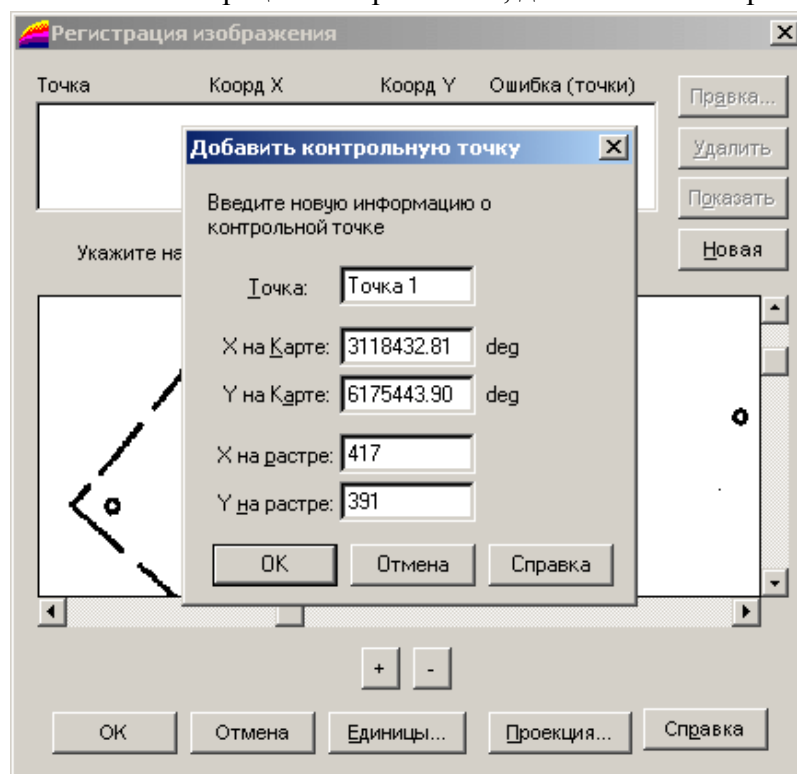 Регистрация изображения
Точка Коорд X Коорд Y Ошибка (точки)
Правка...
Удалить
Показать
Новая
Укажите на
Добавить контрольную точку
Введите новую информацию о
контрольной точке
Точка: Точка 1
X на Карте: 3118432.81 deg
Y на Карте: 6175443.90 deg
X на растре: 417
Y на растре: 391
OK Отмена Справка
+ -
OK Отмена Единицы... Проекция... Справка